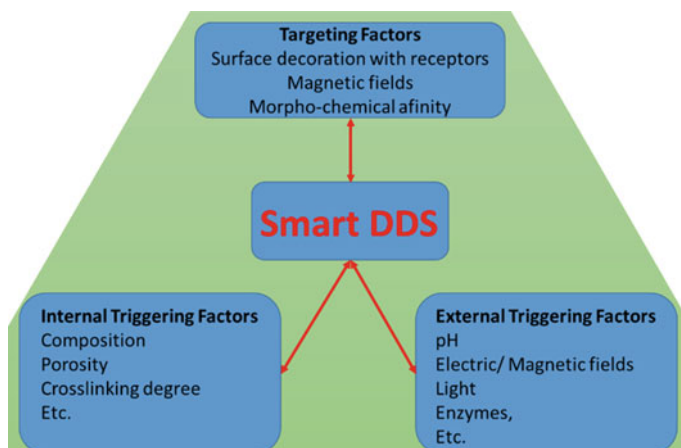 Targeting Factors
Surface decoration with receptors
Magnetic fields
Morpho-chemical afinity
Smart DDS
Internal Triggering Factors
Composition
Porosity
Crosslinking degree
Etc.
External Triggering Factors
pH
Electric/ Magnetic fields
Light
Enzymes,
Etc.